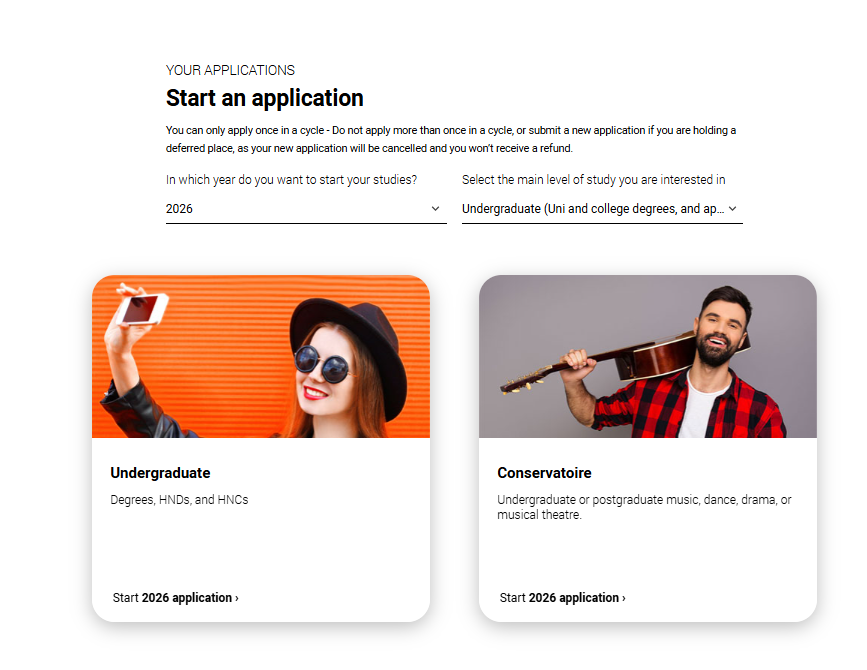 YOUR APPLICATIONS
Start an application
You can only apply once in a cycle - Do not apply more than once in a cycle, or submit a new application if you are holding a
deferred place, as your new application will be cancelled and you won't receive a refund.
In which year do you want to start your studies?
2026
Select the main level of study you are interested in
Undergraduate (Uni and college degrees, and ap...
Undergraduate
Degrees, HNDs, and HNCs
Start 2026 application ›
Conservatoire
Undergraduate or postgraduate music, dance, drama, or
musical theatre.
Start 2026 application ›